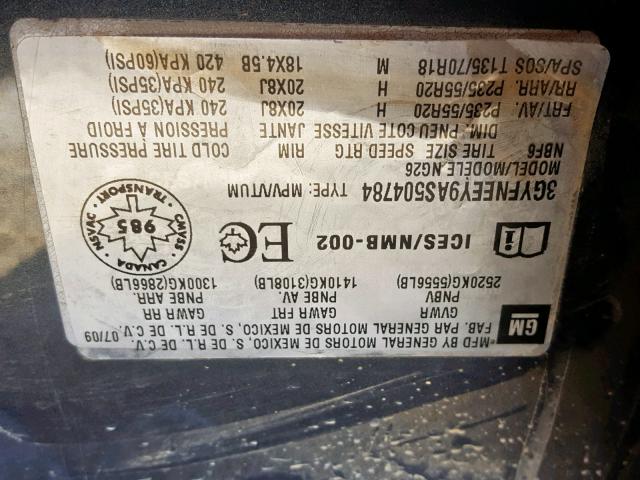 GM
*MFD BY GENERAL MOTORS DE MEXICO, S. DE R.L. DE C.V.
FAB. PAR GENERAL MOTORS DE MEXICO, S. DE R.L. DE C.V.
07/09
GVWR GAWR FRT GAWR RR
PNBV PNBE AV. PNBE ARR.
2520KG(5556LB) 1410KG(3108LB) 1300KG(2866LB)
i ICES/NMB-002 EC
TRANSPORT CMVSS CANADA NSVAC 985
3GYFNEEY9AS504784 TYPE: MPV/VTUM
MODEL/MODELE NG26
NBF6 TIRE SIZE SPEED RTG RIM COLD TIRE PRESSURE
DIM. PNEU COTE VITESSE JANTE PRESSION A FROID
FRT/AV. P235/55R20 H 20X8J 240 KPA(35PSI)
RR/ARR. P235/55R20 H 20X8J 240 KPA(35PSI)
SPA/SOS T135/70R18 M 18X4.5B 420 KPA(60PSI)